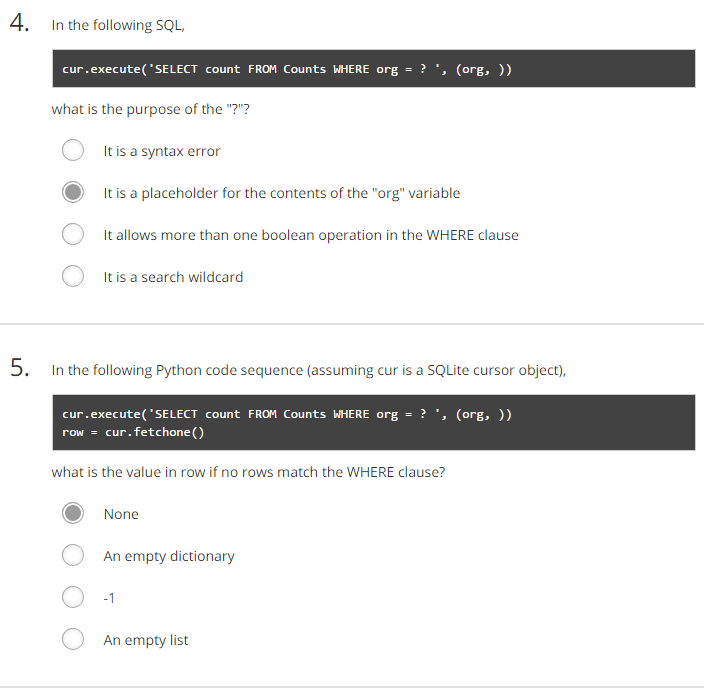 4. In the following SQL,
cur.execute('SELECT count FROM Counts WHERE org = ? ', (org, ))
what is the purpose of the "?"?
It is a syntax error
It is a placeholder for the contents of the "org" variable
It allows more than one boolean operation in the WHERE clause
It is a search wildcard
5. In the following Python code sequence (assuming cur is a SQLite cursor object),
cur.execute('SELECT count FROM Counts WHERE org = ? ', (org, ))
row = cur.fetchone()
what is the value in row if no rows match the WHERE clause?
None
An empty dictionary
-1
An empty list